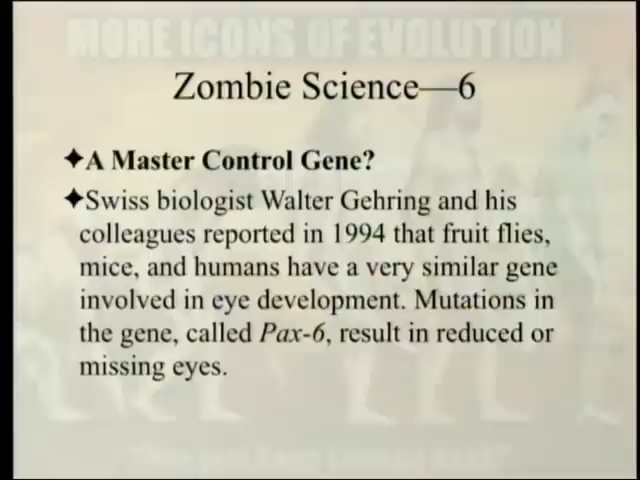 MORE ICONS OF EVOLUTION
Zombie Science—6
✦A Master Control Gene?
✦Swiss biologist Walter Gehring and his
colleagues reported in 1994 that fruit flies,
mice, and humans have a very similar gene
involved in eye development. Mutations in
the gene, called Pax-6, result in reduced or
missing eyes.